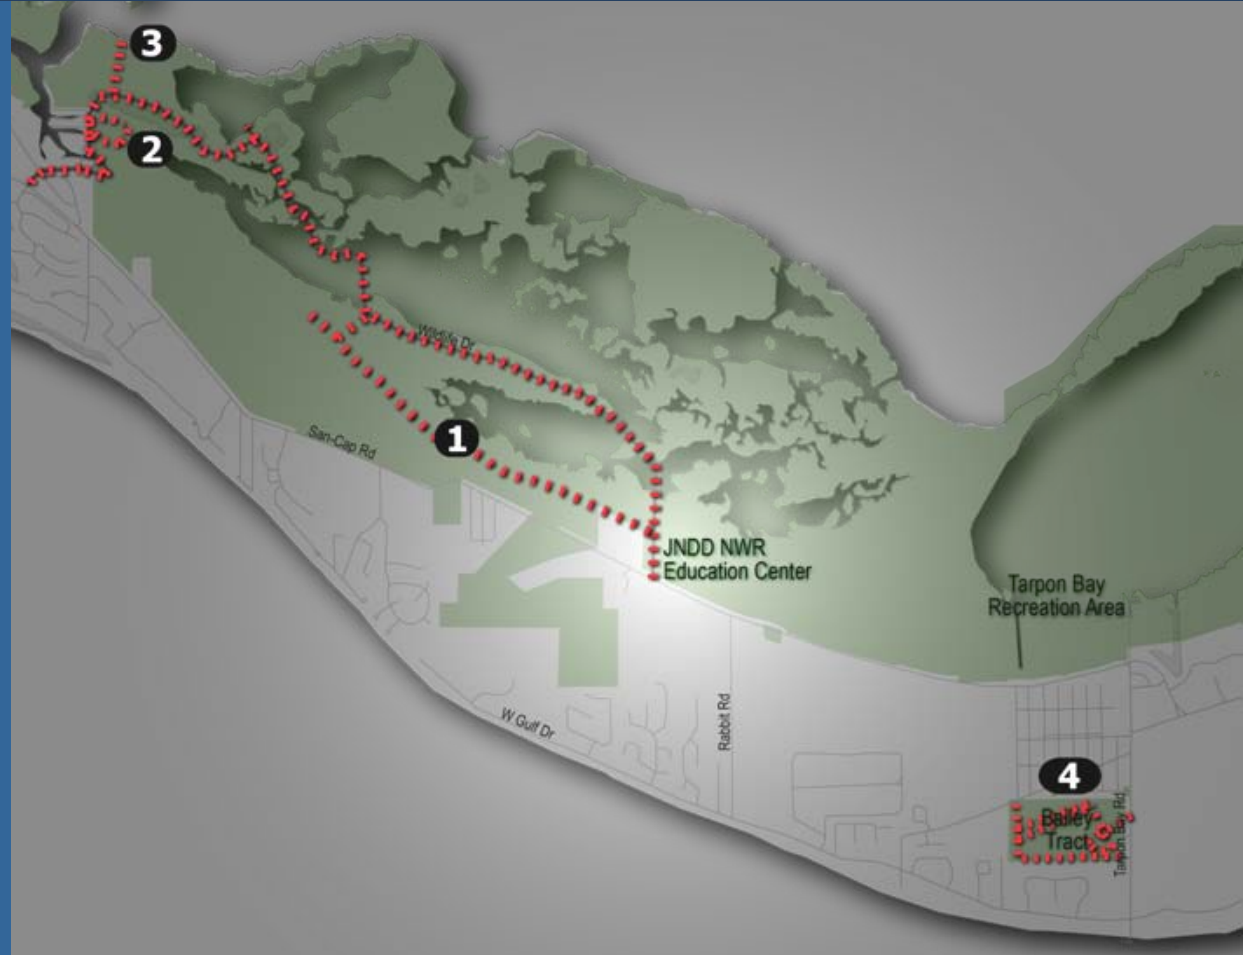 3
2
Wildlife Dr
1
San-Cap Rd
JNDD NWR
Education Center
Tarpon Bay
Recreation Area
W Gulf Dr
Rabbit Rd
4
Bailey
Tract
Tarpon Bay Rd